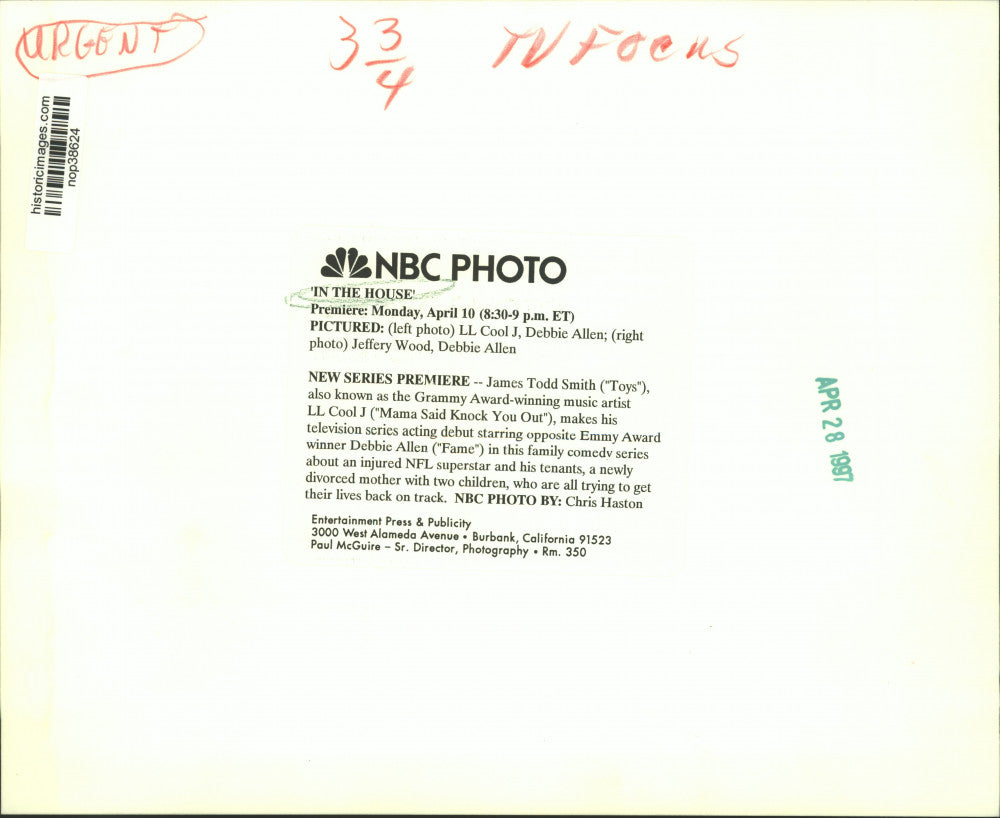 URGENT
3 3/4 TV Focus
historicimages.com
nop38624
NBC PHOTO
'IN THE HOUSE'
Premiere: Monday, April 10 (8:30-9 p.m. ET)
PICTURED: (left photo) LL Cool J, Debbie Allen; (right
photo) Jeffery Wood, Debbie Allen
NEW SERIES PREMIERE -- James Todd Smith ("Toys"),
also known as the Grammy Award-winning music artist
LL Cool J ("Mama Said Knock You Out"), makes his
television series acting debut starring opposite Emmy Award
winner Debbie Allen ("Fame") in this family comedy series
about an injured NFL superstar and his tenants, a newly
divorced mother with two children, who are all trying to get
their lives back on track. NBC PHOTO BY: Chris Haston
Entertainment Press & Publicity
3000 West Alameda Avenue • Burbank, California 91523
Paul McGuire – Sr. Director, Photography • Rm. 350
APR 28 1997